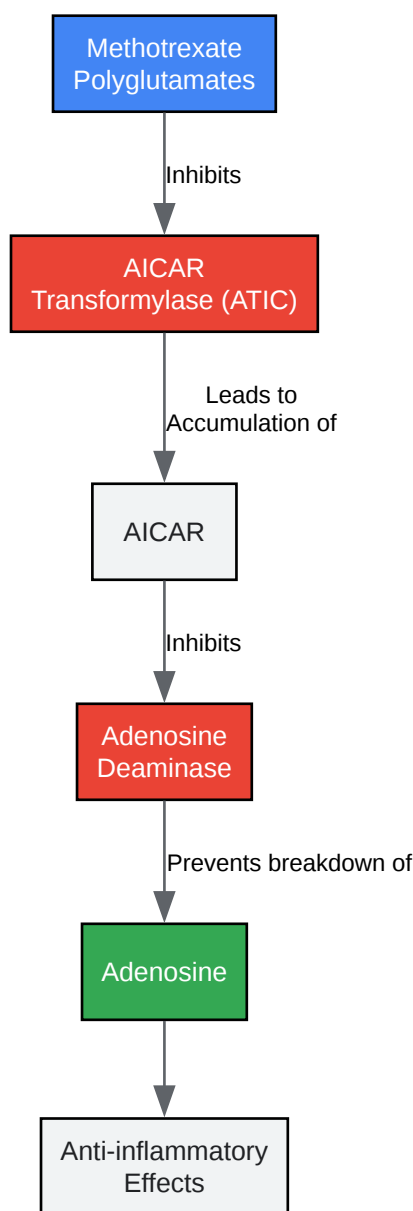 Methotrexate
Polyglutamates
Inhibits
AICAR
Transformylase (ATIC)
Leads to
Accumulation of
AICAR
Inhibits
Adenosine
Deaminase
Prevents breakdown of
Adenosine
Anti-inflammatory
Effects